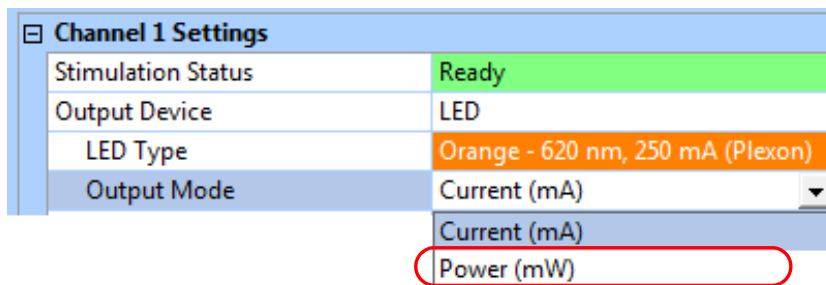 Channel 1 Settings
Stimulation Status Ready
Output Device LED
LED Type Orange - 620 nm, 250 mA (Plexon)
Output Mode Current (mA)
Current (mA)
Power (mW)